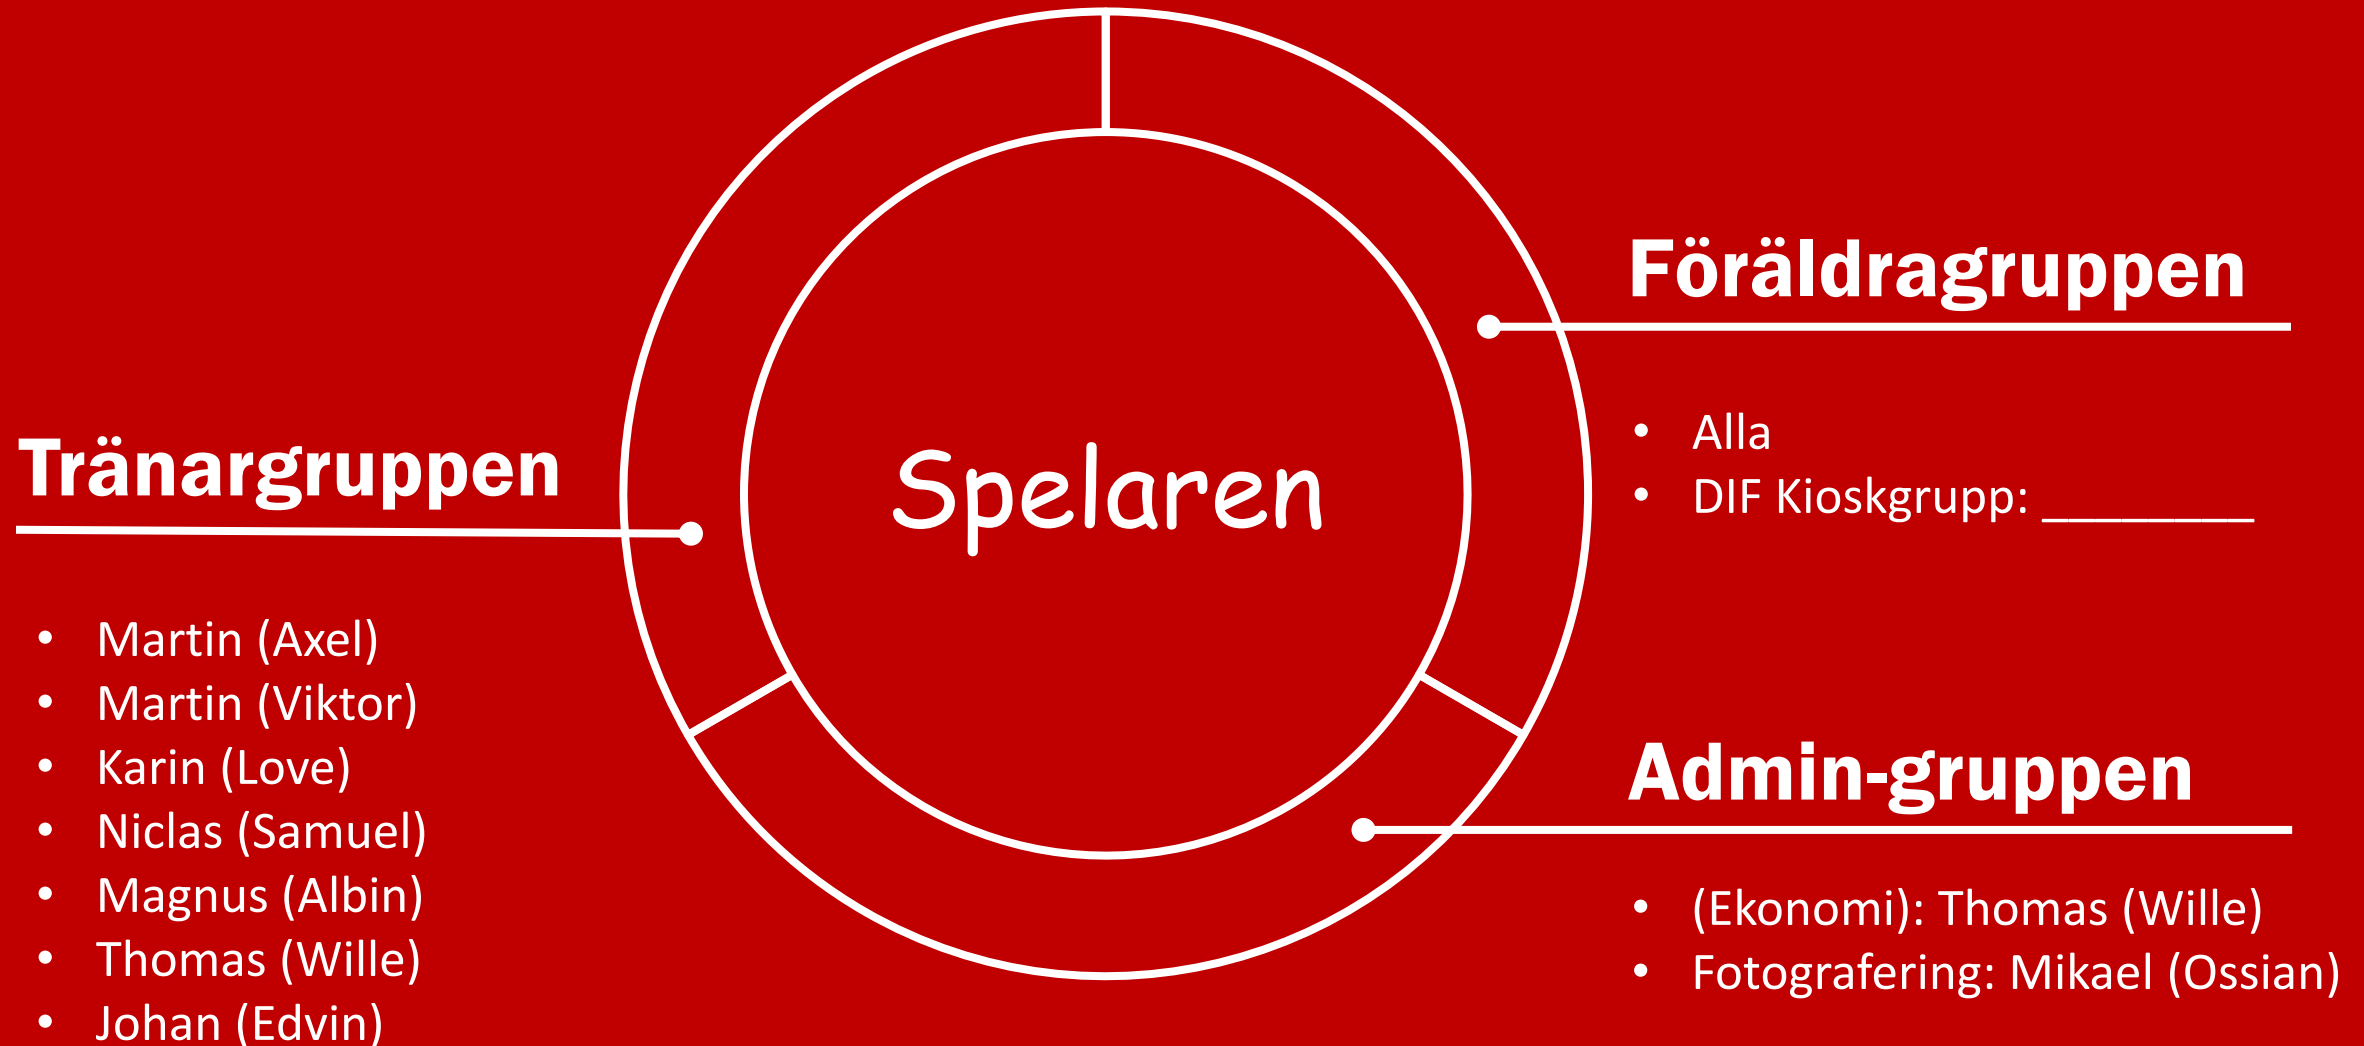 Tränargruppen
• Martin (Axel)
• Martin (Viktor)
• Karin (Love)
• Niclas (Samuel)
• Magnus (Albin)
• Thomas (Wille)
• Johan (Edvin)
Spelaren
Föräldragruppen
• Alla
• DIF Kioskgrupp: ________
Admin-gruppen
• (Ekonomi): Thomas (Wille)
• Fotografering: Mikael (Ossian)